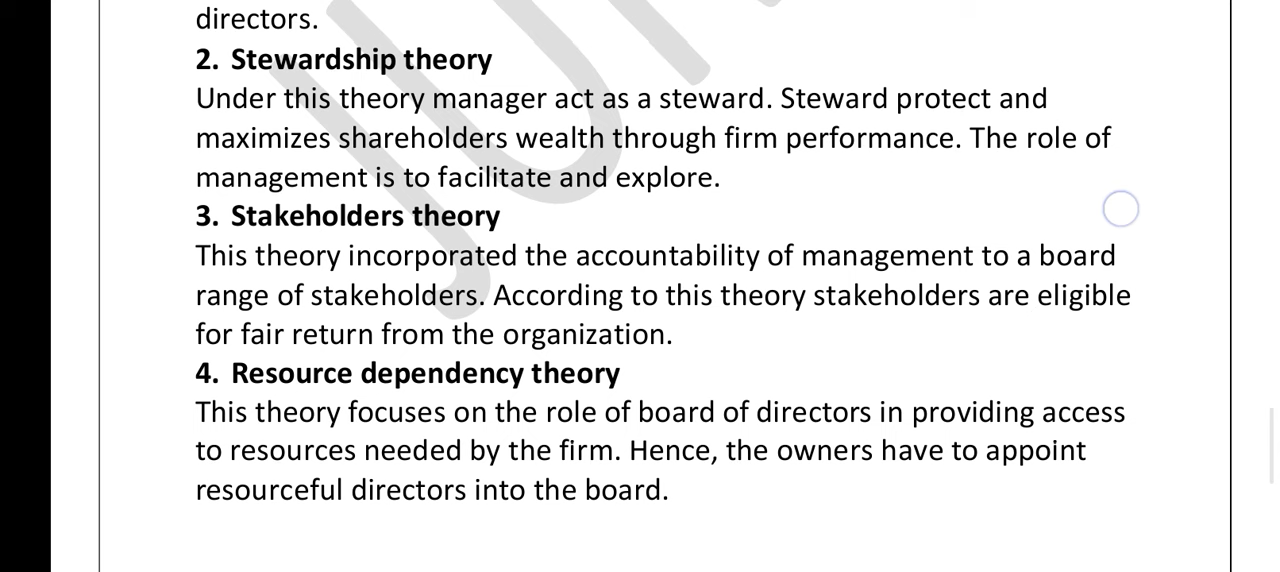 directors.
2. Stewardship theory
Under this theory manager act as a steward. Steward protect and
maximizes shareholders wealth through firm performance. The role of
management is to facilitate and explore.
3. Stakeholders theory
This theory incorporated the accountability of management to a board
range of stakeholders. According to this theory stakeholders are eligible
for fair return from the organization.
4. Resource dependency theory
This theory focuses on the role of board of directors in providing access
to resources needed by the firm. Hence, the owners have to appoint
resourceful directors into the board.